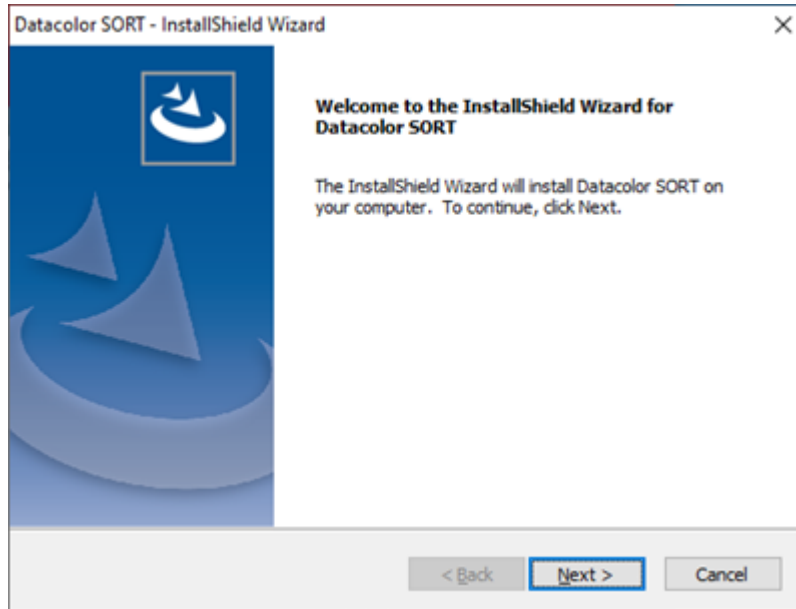 Datacolor SORT - InstallShield Wizard
Welcome to the InstallShield Wizard for
Datacolor SORT
The InstallShield Wizard will install Datacolor SORT on
your computer. To continue, click Next.
< Back
Next >
Cancel